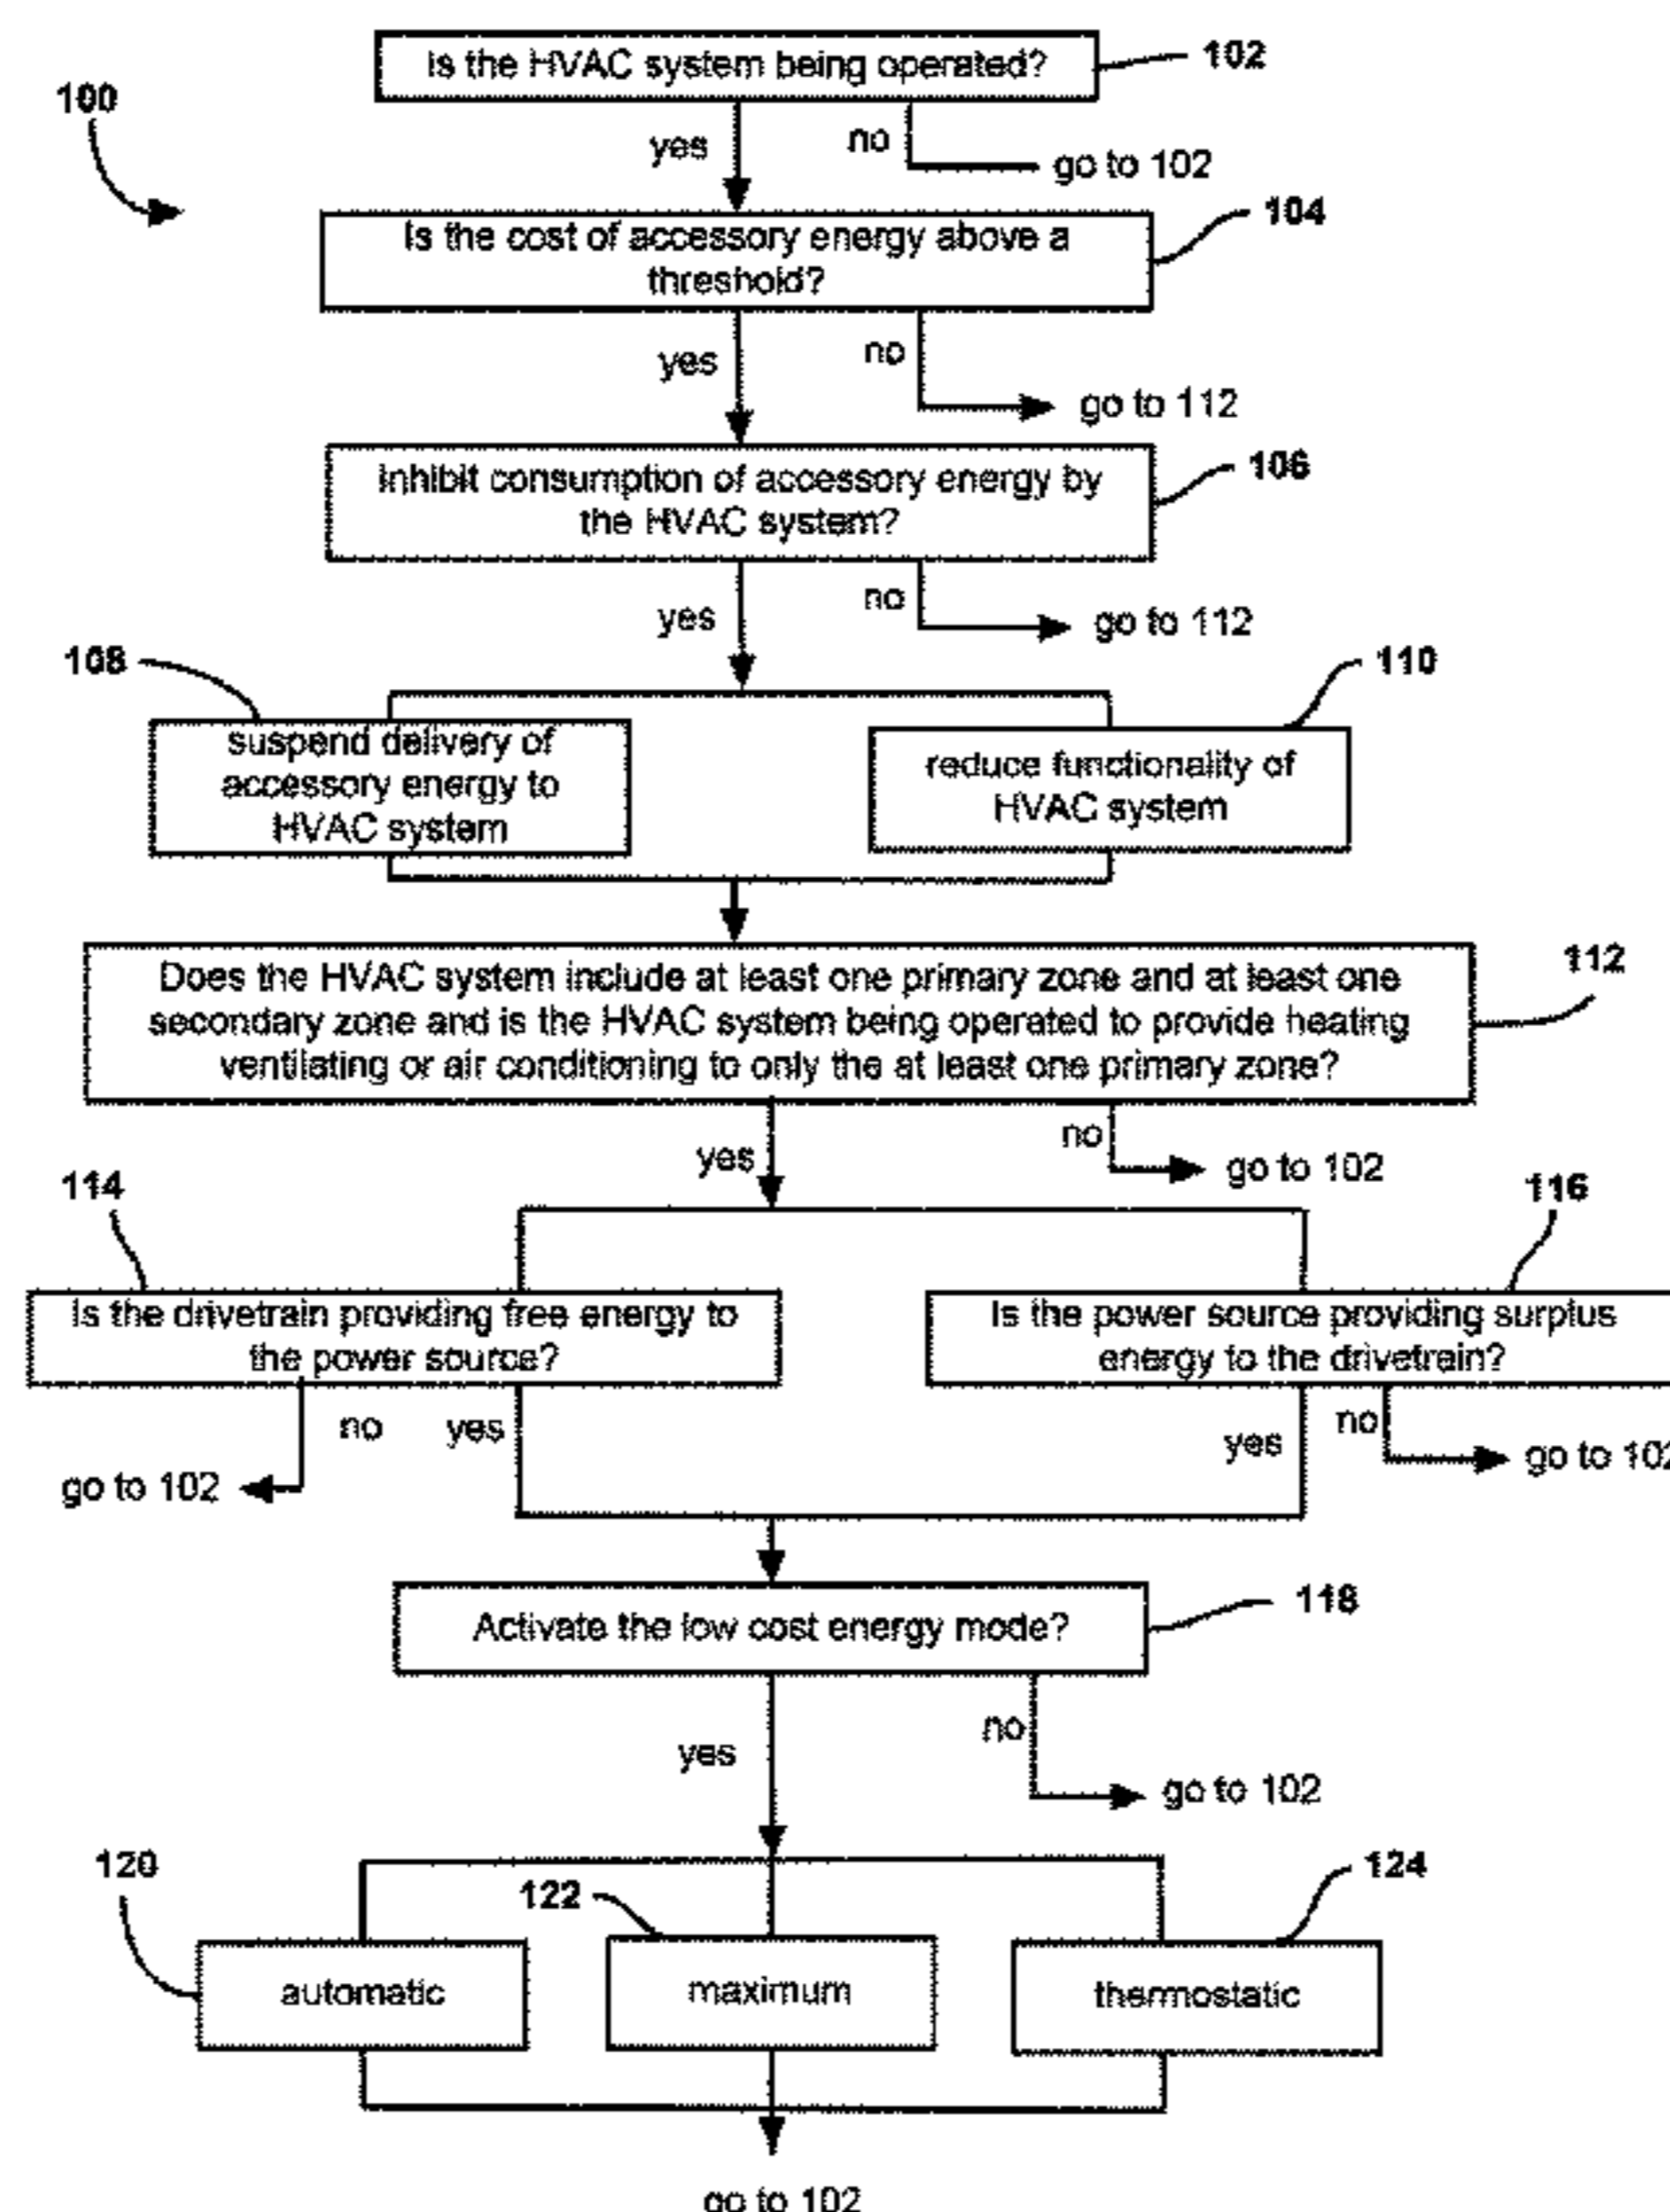 Is the HVAC system being operated?
102
100
yes
no
go to 102
104
Is the cost of accessory energy above a
threshold?
yes
no
go to 112
106
Inhibit consumption of accessory energy by
the HVAC system?
yes
no
go to 112
108
110
suspend delivery of
accessory energy to
HVAC system
reduce functionality of
HVAC system
112
Does the HVAC system include at least one primary zone and at least one
secondary zone and is the HVAC system being operated to provide heating
ventilating or air conditioning to only the at least one primary zone?
yes
no
go to 102
114
116
Is the drivetrain providing free energy to
the power source?
Is the power source providing surplus
energy to the drivetrain?
no
yes
go to 102
yes
no
go to 102
Activate the low cost energy mode?
118
yes
no
go to 102
120
122
124
automatic
maximum
thermostatic
go to 102